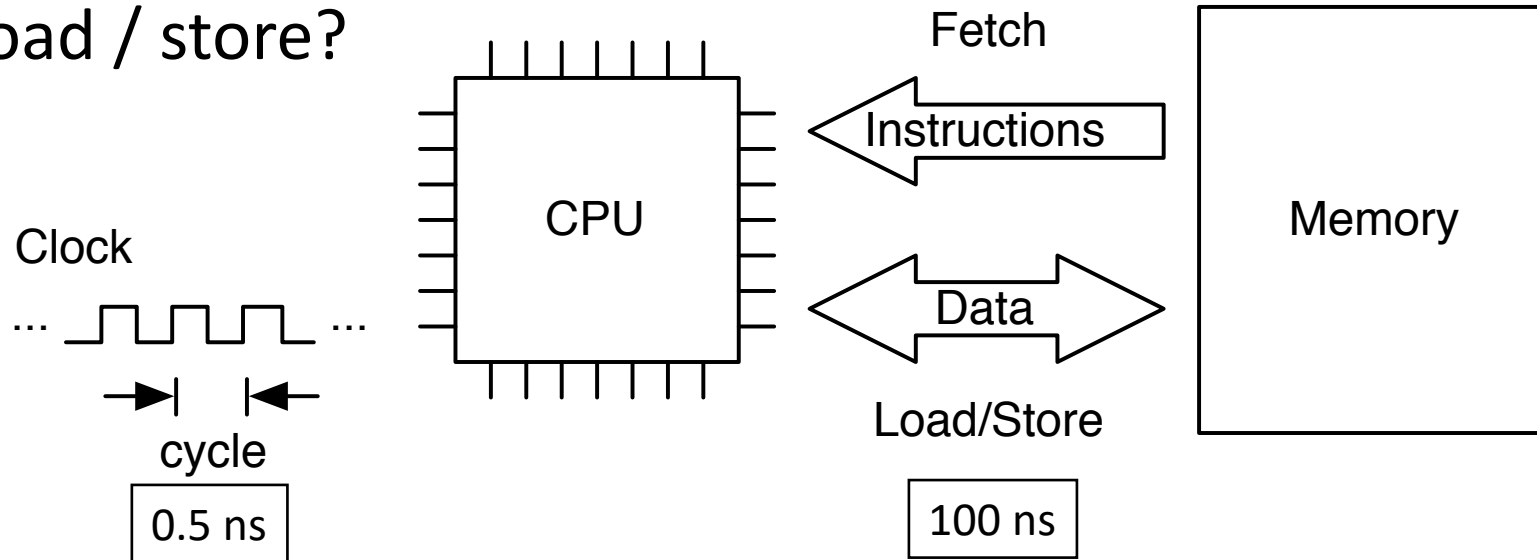 oad / store?
Fetch
Instructions
CPU
Memory
Clock
... ...
Data
Load/Store
cycle
0.5 ns
100 ns